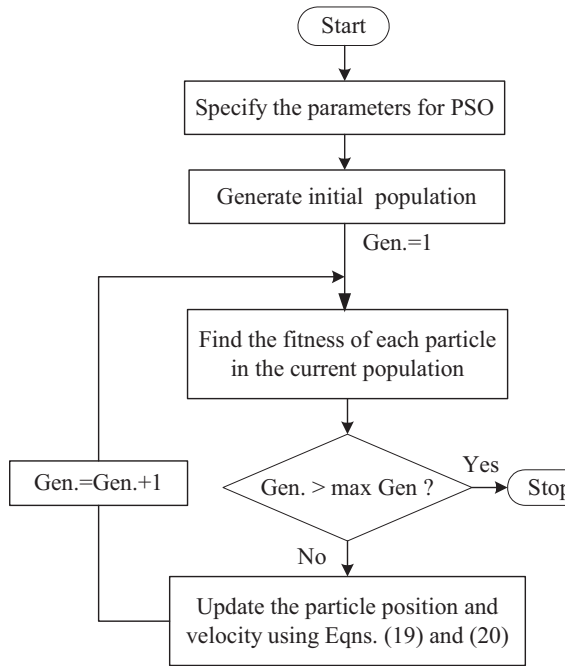 Start
Specify the parameters for PSO
Generate initial population
Gen.=1
Find the fitness of each particle
in the current population
Gen. > max Gen ?
Yes
Stop
No
Gen.=Gen.+1
Update the particle position and
velocity using Eqns. (19) and (20)